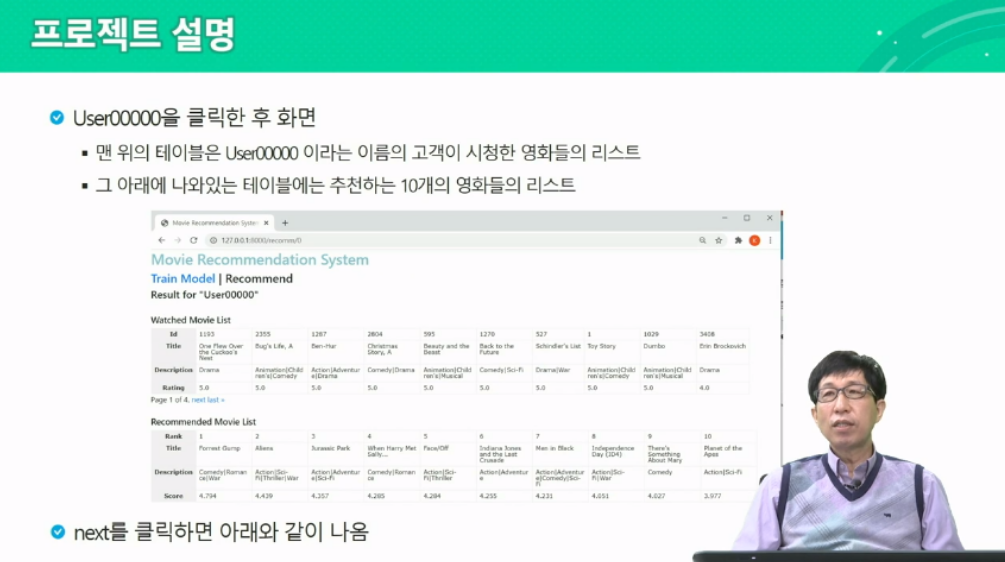 프로젝트 설명
User00000을 클릭한 후 화면
▪ 맨 위의 테이블은 User00000 이라는 이름의 고객이 시청한 영화들의 리스트
▪ 그 아래에 나와있는 테이블에는 추천하는 10개의 영화들의 리스트
Movie Recommendation System
127.0.0.1:8000/recomm/0
Movie Recommendation System
Train Model | Recommend
Result for "User00000"
Watched Movie List
Id 1193 2355 1287 2804 595 1270 527 1 1029 3408
Title One Flew Over the Cuckoo's Nest Bug's Life, A Ben-Hur Christmas Story, A Beauty and the Beast Back to the Future Schindler's List Toy Story Dumbo Erin Brockovich
Description Drama Animation|Children's|Comedy Action|Adventure|Drama Comedy|Drama Animation|Children's|Musical Comedy|Sci-Fi Drama|War Animation|Children's|Comedy Animation|Children's|Musical Drama
Rating 5.0 5.0 5.0 5.0 5.0 5.0 5.0 5.0 5.0 4.0
Page 1 of 4. next last »
Recommended Movie List
Rank 1 2 3 4 5 6 7 8 9 10
Title Forrest Gump Aliens Jurassic Park When Harry Met Sally... Face/Off Indiana Jones and the Last Crusade Men in Black Independence Day (ID4) There's Something About Mary Planet of the Apes
Description Comedy|Romance|War Action|Sci-Fi|Thriller|War Action|Adventure|Sci-Fi Comedy|Romance Action|Sci-Fi|Thriller Action|Adventure Action|Adventure|Comedy|Sci-Fi Action|Sci-Fi|War Comedy Action|Sci-Fi
Score 4.794 4.439 4.357 4.285 4.284 4.255 4.231 4.051 4.027 3.977
next를 클릭하면 아래와 같이 나옴